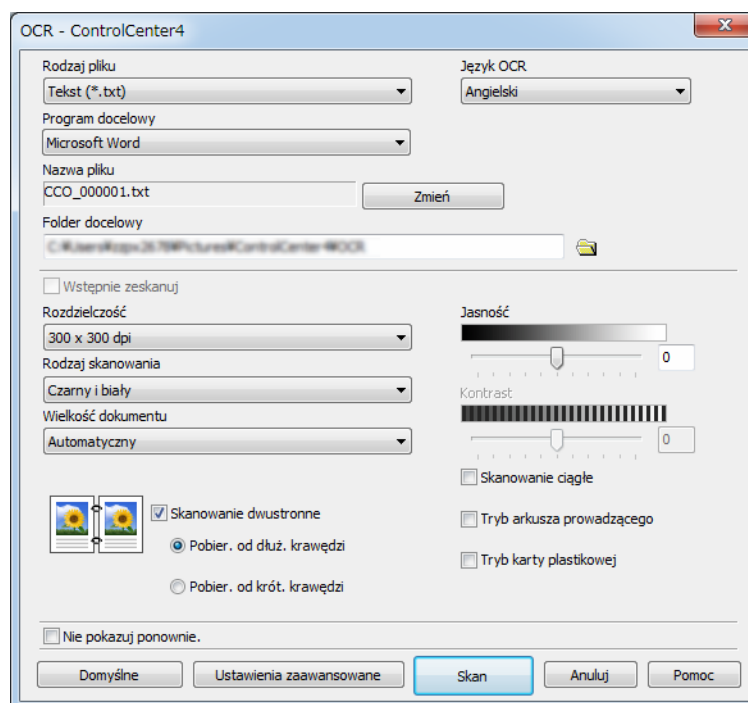 OCR - ControlCenter4
Rodzaj pliku
Język OCR
Tekst (*.txt)
Angielski
Program docelowy
Microsoft Word
Nazwa pliku
CCO_000001.txt
Zmień
Folder docelowy
Wstępnie zeskanuj
Rozdzielczość
Jasność
300 x 300 dpi
0
Rodzaj skanowania
Czarny i biały
Kontrast
Wielkość dokumentu
Automatyczny
0
Skanowanie ciągłe
Skanowanie dwustronne
Tryb arkusza prowadzącego
Pobier. od dłuż. krawędzi
Tryb karty plastikowej
Pobier. od krót. krawędzi
Nie pokazuj ponownie.
Domyślne
Ustawienia zaawansowane
Skan
Anuluj
Pomoc